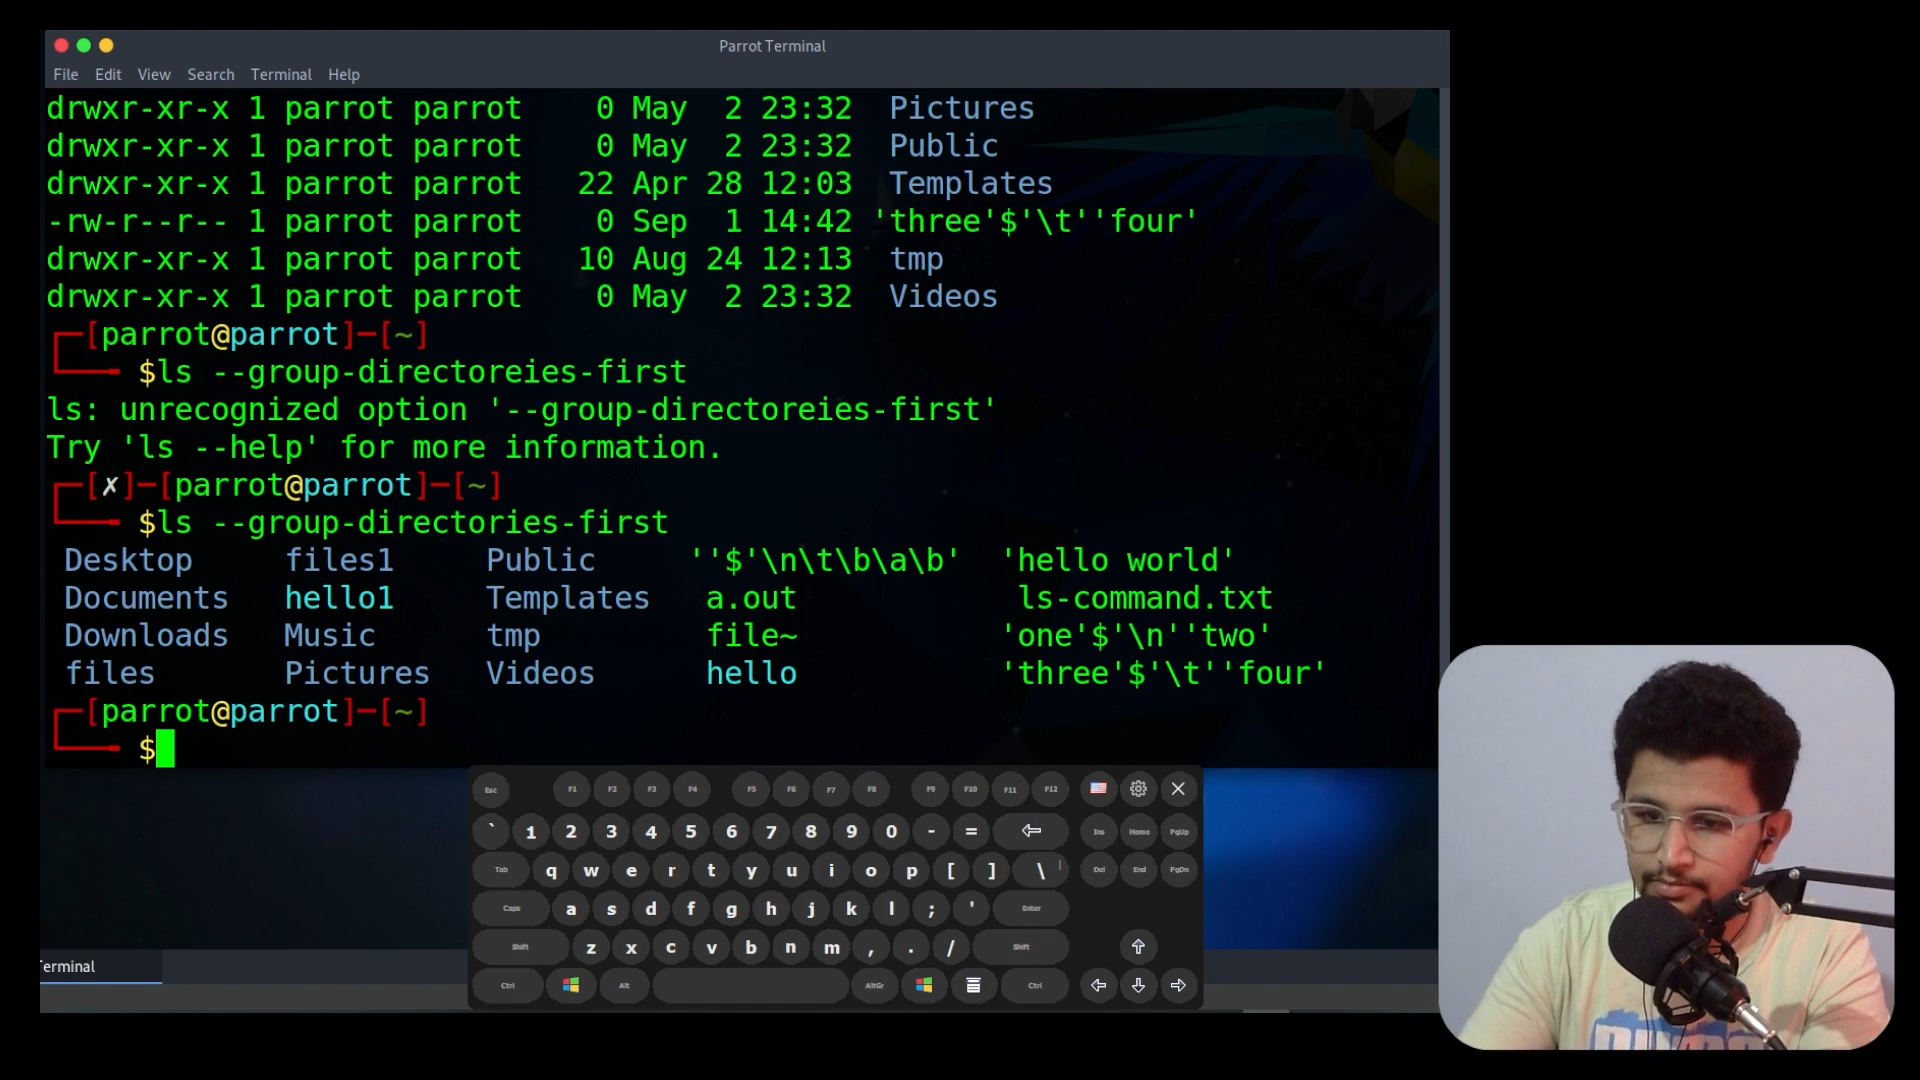 Parrot Terminal
File Edit View Search Terminal Help
drwxr-xr-x 1 parrot parrot    0 May  2 23:32  Pictures
drwxr-xr-x 1 parrot parrot    0 May  2 23:32  Public
drwxr-xr-x 1 parrot parrot   22 Apr 28 12:03  Templates
-rw-r--r-- 1 parrot parrot    0 Sep  1 14:42 'three'$'\t''four'
drwxr-xr-x 1 parrot parrot   10 Aug 24 12:13  tmp
drwxr-xr-x 1 parrot parrot    0 May  2 23:32  Videos
┌─[parrot@parrot]─[~]
└──╼ $ls --group-directoreies-first
ls: unrecognized option '--group-directoreies-first'
Try 'ls --help' for more information.
┌─[✗]─[parrot@parrot]─[~]
└──╼ $ls --group-directories-first
Desktop files1 Public ''$'\n\t\b\a\b' 'hello world'
Documents hello1 Templates a.out ls-command.txt
Downloads Music tmp file~ 'one'$'\n''two'
files Pictures Videos hello 'three'$'\t''four'
┌─[parrot@parrot]─[~]
└──╼ $
Esc F1 F2 F3 F4 F5 F6 F7 F8 F9 F10 F11 F12
` 1 2 3 4 5 6 7 8 9 0 - = Ins Home PgUp
Tab q w e r t y u i o p [ ] \ | Del End PgDn
Caps a s d f g h j k l ; ' Enter
Shift z x c v b n m , . / Shift
Ctrl Alt AltGr Ctrl
erminal